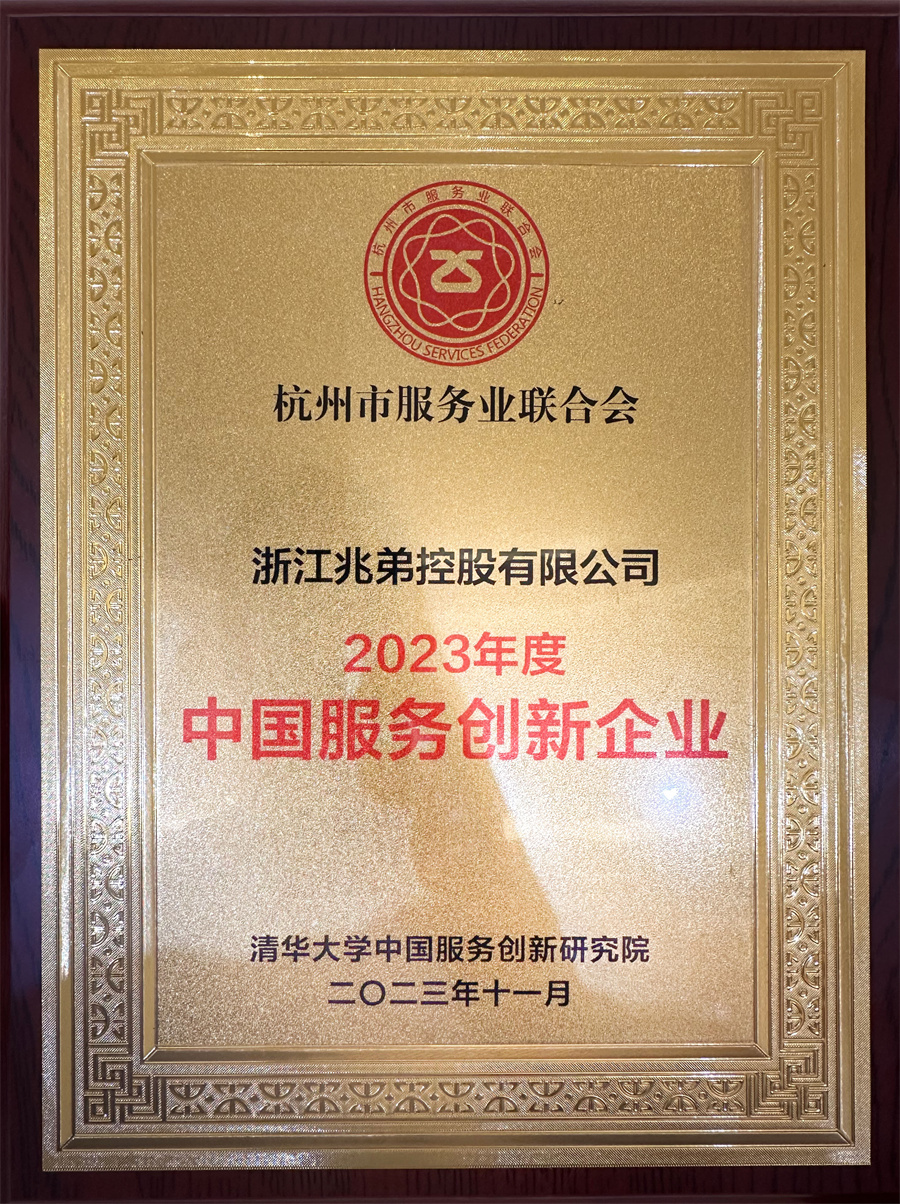 杭州市服务业联合会
HANGZHOU SERVICES FEDERATION
杭州市服务业联合会
浙江兆弟控股有限公司
2023年度
中国服务创新企业
清华大学中国服务创新研究院
二〇二三年十一月